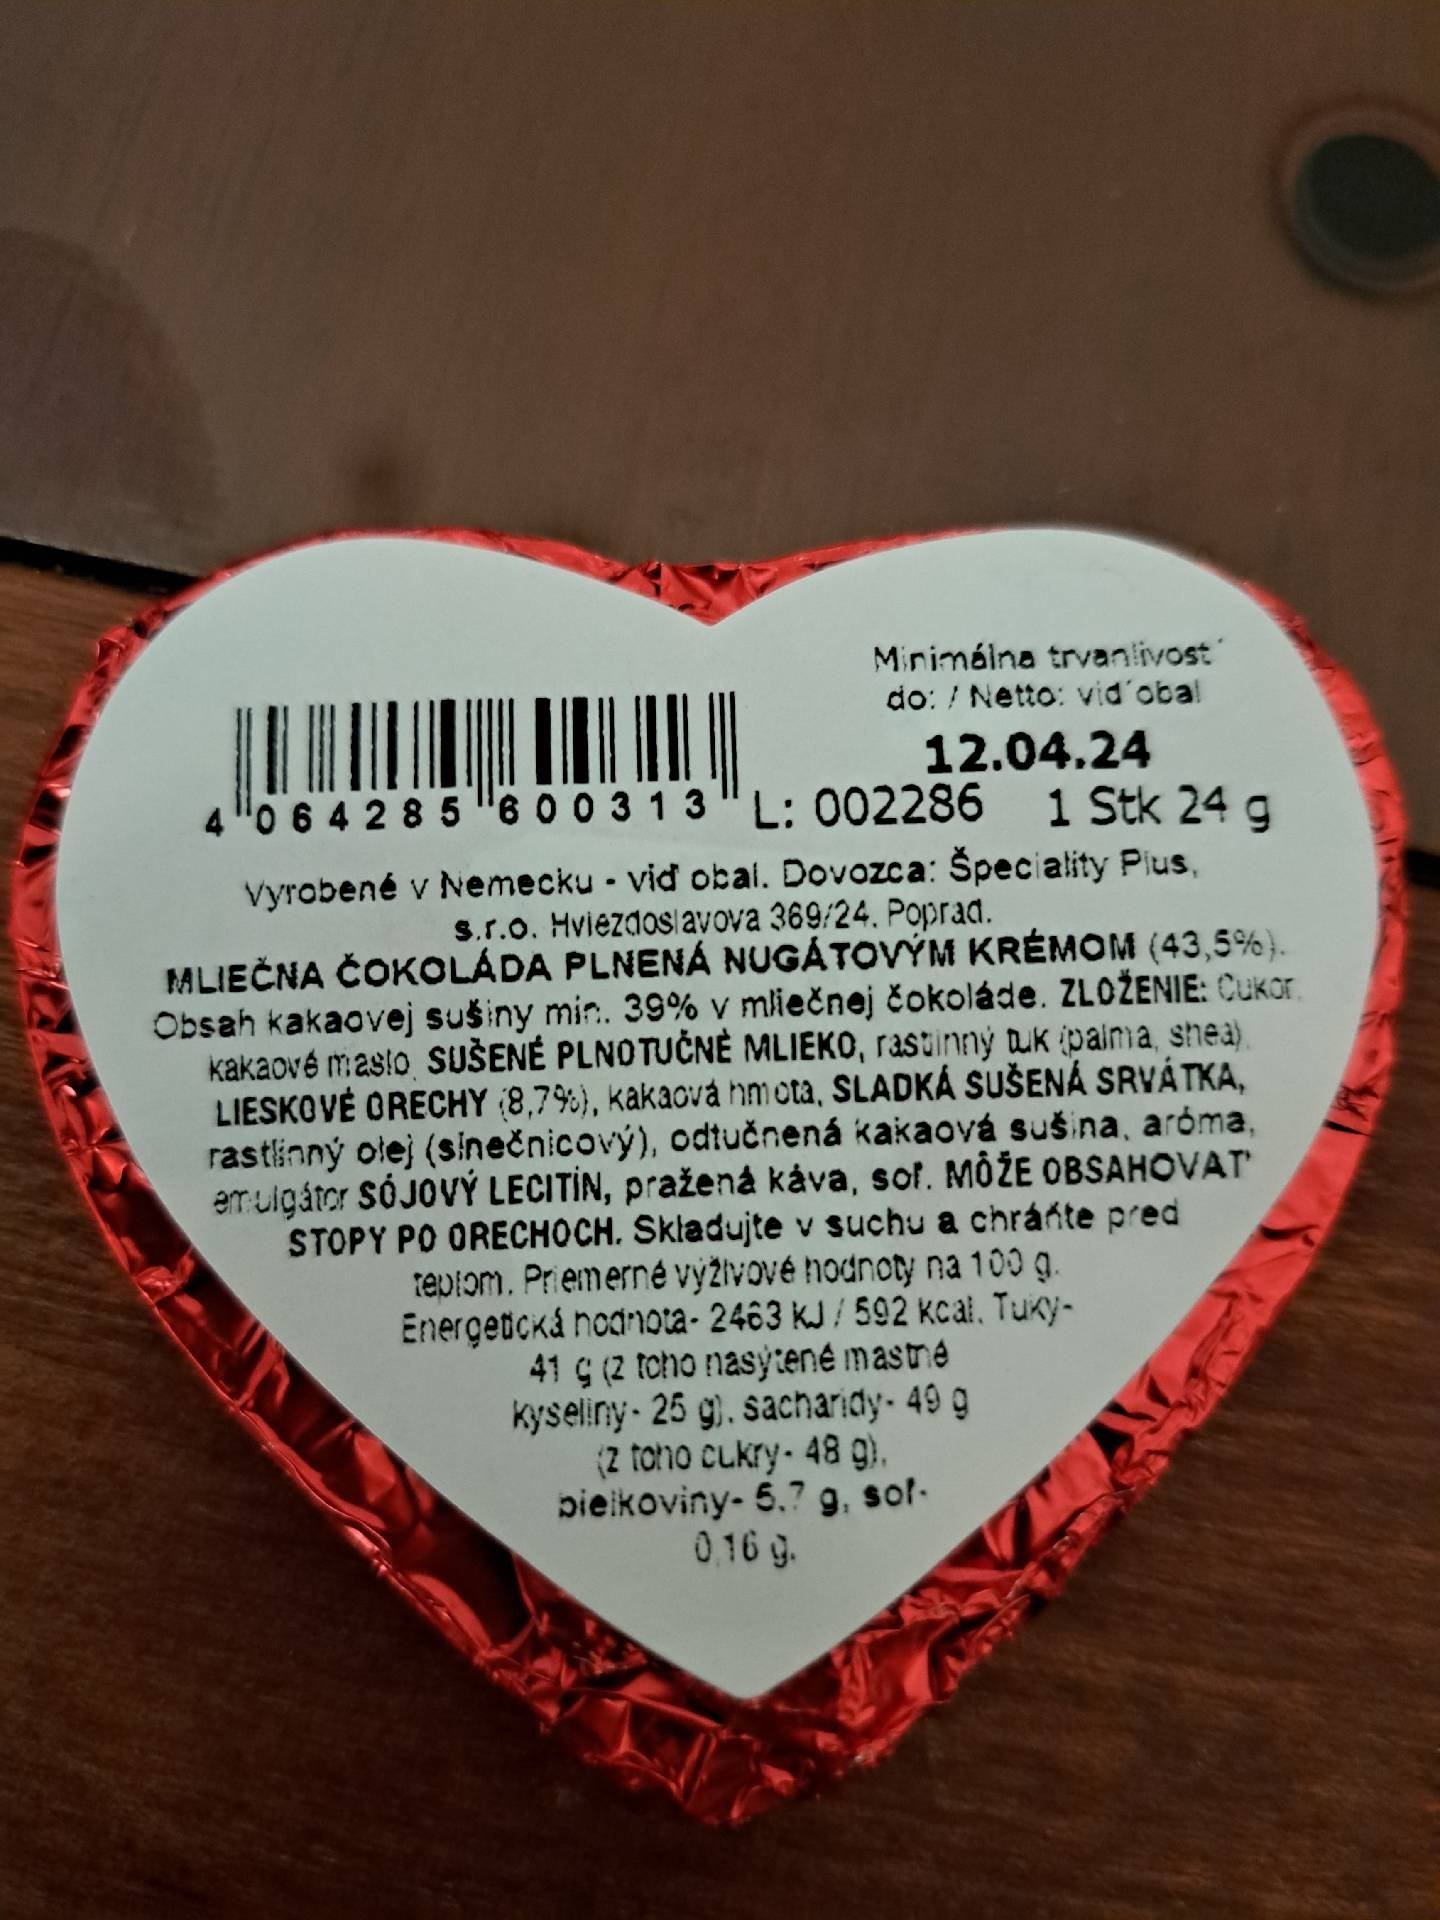 Minimálna trvanlivost´
do: / Netto: vid´obal
12.04.24
4 064285 600313
L: 002286 1 Stk 24 g
Vyrobené v Nemecku - viď obal. Dovozca: Špeciality Plus,
s.r.o. Hviezdoslavova 369/24. Poprad.
MLIEČNA ČOKOLÁDA PLNENÁ NUGÁTOVÝM KRÉMOM (43,5%).
Obsah kakaovej sušiny min. 39% v mliečnej čokoláde. ZLOŽENIE: Cukor,
kakaové maslo, SUŠENÉ PLNOTUČNÉ MLIEKO, rastlinný tuk (palma, shea),
LIESKOVÉ ORECHY (8,7%), kakaová hmota, SLADKÁ SUŠENÁ SRVÁTKA,
rastlinný olej (slnečnicový), odtučnená kakaová sušina, aróma,
emulgátor SÓJOVÝ LECITÍN, pražená káva, soľ. MÔŽE OBSAHOVAŤ
STOPY PO ORECHOCH. Skladujte v suchu a chráňte pred
teplom. Priemerné výživové hodnoty na 100 g.
Energetická hodnota- 2463 kJ / 592 kcal. Tuky-
41 g (z toho nasýtené mastné
kyseliny- 25 g), sacharidy- 49 g
(z toho cukry- 48 g),
bielkoviny- 5,7 g, soľ-
0,16 g.